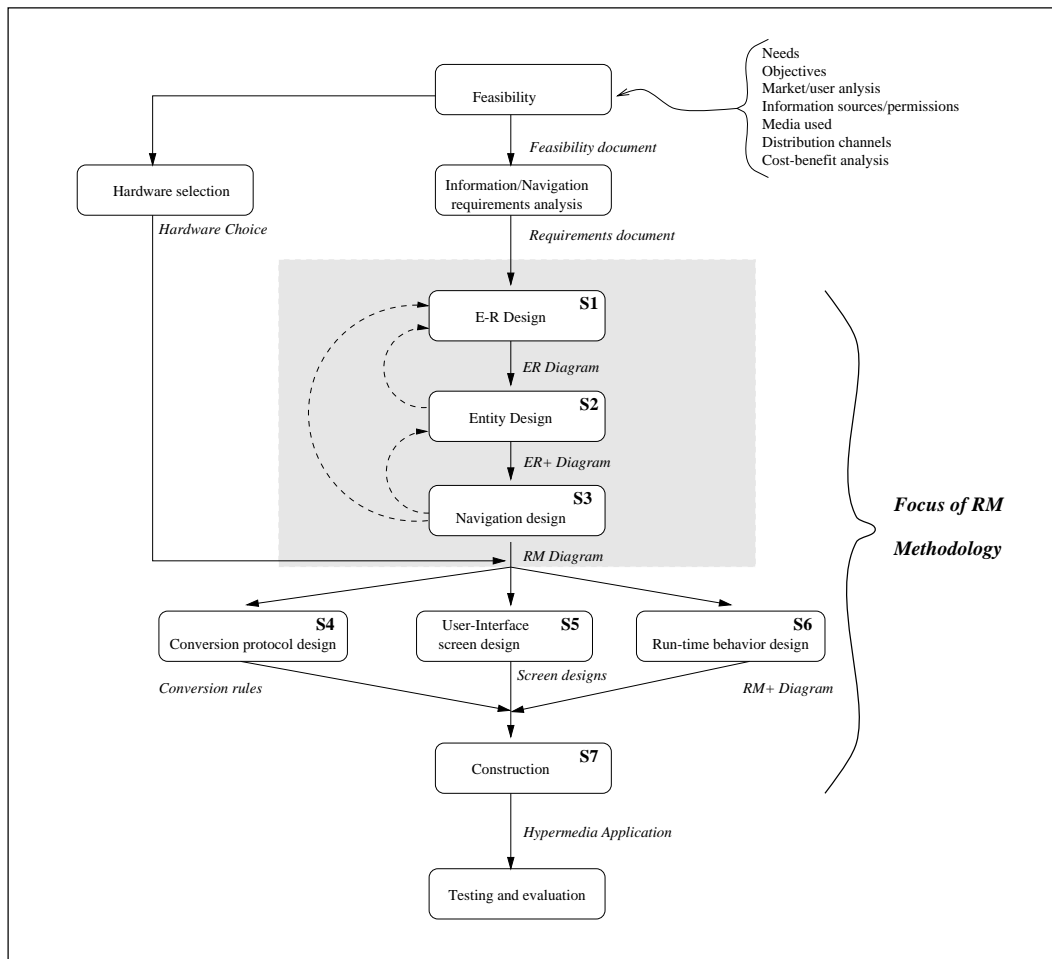 Needs
Objectives
Market/user anlysis
Information sources/permissions
Media used
Distribution channels
Cost-benefit analysis
Feasibility
Feasibility document
Hardware selection
Hardware Choice
Information/Navigation
requirements analysis
Requirements document
S1
E-R Design
ER Diagram
S2
Entity Design
ER+ Diagram
S3
Navigation design
RM Diagram
Focus of RM
Methodology
S4
Conversion protocol design
Conversion rules
User-Interface S5
screen design
Screen designs
S6
Run-time behavior design
RM+ Diagram
S7
Construction
Hypermedia Application
Testing and evaluation